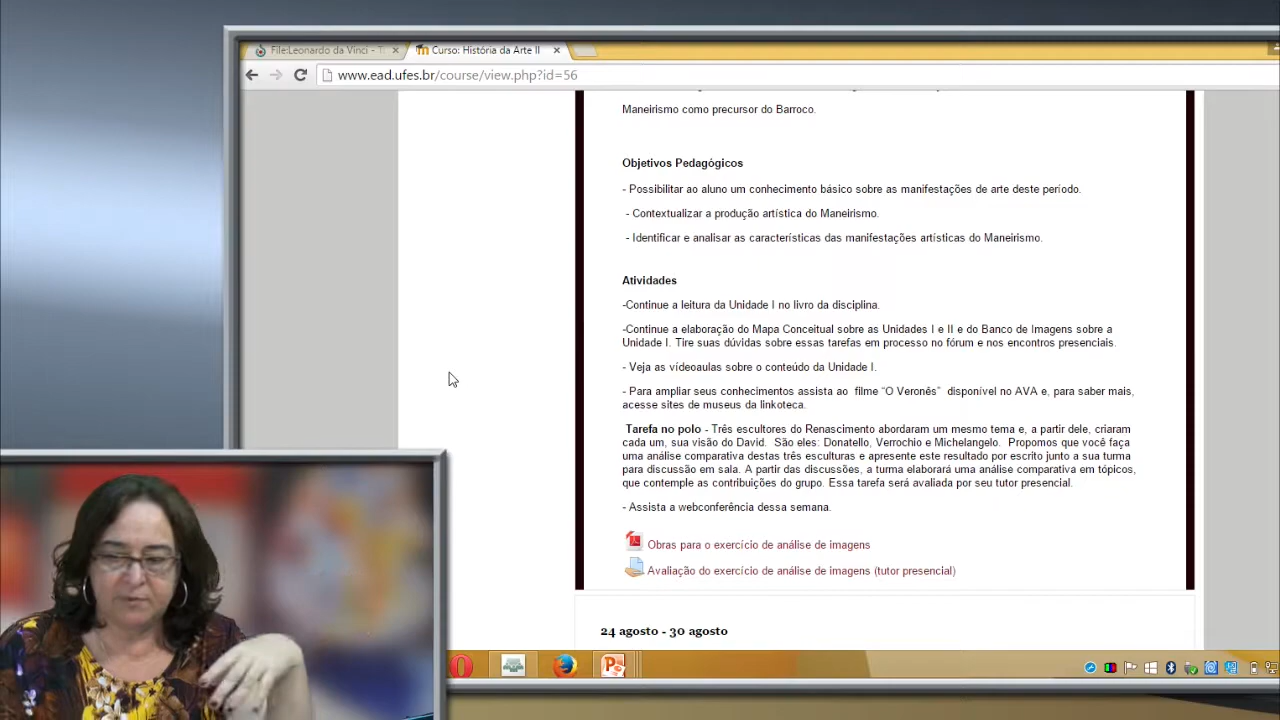 File:Leonardo da Vinci - T
Curso: História da Arte II
www.ead.ufes.br/course/view.php?id=56
Maneirismo como precursor do Barroco.
Objetivos Pedagógicos
- Possibilitar ao aluno um conhecimento básico sobre as manifestações de arte deste período.
- Contextualizar a produção artística do Maneirismo.
- Identificar e analisar as características das manifestações artísticas do Maneirismo.
Atividades
-Continue a leitura da Unidade I no livro da disciplina.
-Continue a elaboração do Mapa Conceitual sobre as Unidades I e II e do Banco de Imagens sobre a
Unidade I. Tire suas dúvidas sobre essas tarefas em processo no fórum e nos encontros presenciais.
- Veja as vídeoaulas sobre o conteúdo da Unidade I.
- Para ampliar seus conhecimentos assista ao filme “O Veronês” disponível no AVA e, para saber mais,
acesse sites de museus da linkoteca.
Tarefa no polo - Três escultores do Renascimento abordaram um mesmo tema e, a partir dele, criaram
cada um, sua visão do David. São eles: Donatello, Verrochio e Michelangelo. Propomos que você faça
uma análise comparativa destas três esculturas e apresente este resultado por escrito junto a sua turma
para discussão em sala. A partir das discussões, a turma elaborará uma análise comparativa em tópicos,
que contemple as contribuições do grupo. Essa tarefa será avaliada por seu tutor presencial.
- Assista a webconferência dessa semana.
Obras para o exercício de análise de imagens
Avaliação do exercício de análise de imagens (tutor presencial)
24 agosto - 30 agosto